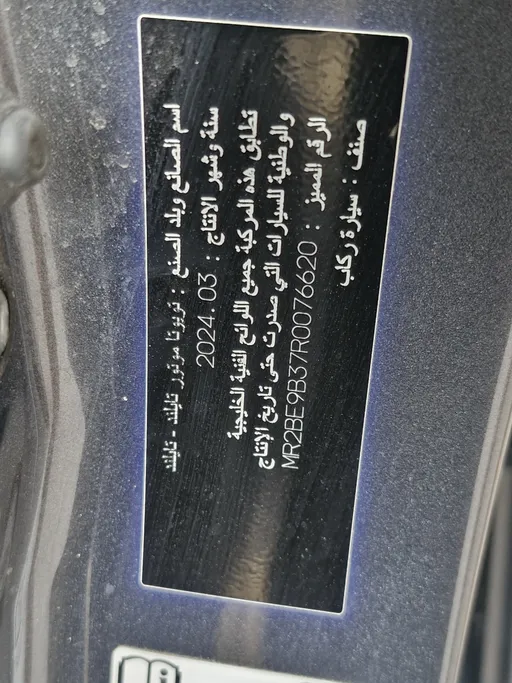 اسم الصانع وبلد الصنع : تويوتا موتور تايلند - تايلند
سنة وشهر الانتاج : 2024.03
تطابق هذه المركبة جميع اللوائح الفنية الخليجية
والوطنية للسيارات التي صدرت حتى تاريخ الإنتاج
الرقم المميز : MR2BE9B37R0076620
صنف : سيارة ركاب